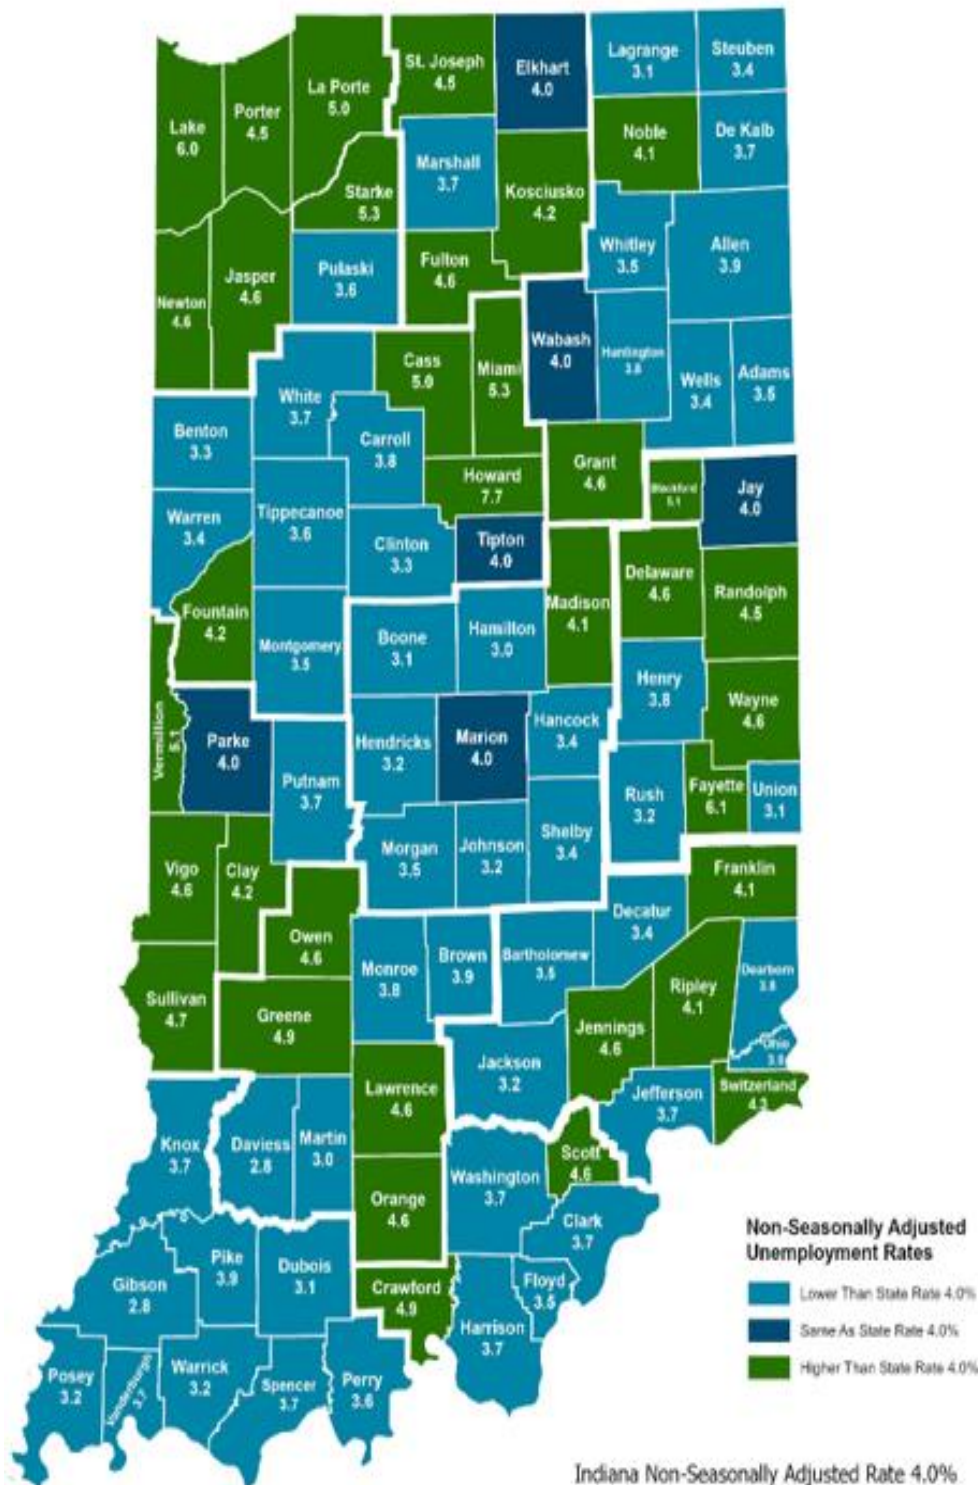 Lake
6.0
Porter
4.5
La Porte
5.0
St. Joseph
4.5
Elkhart
4.0
Lagrange
3.1
Steuben
3.4
Noble
4.1
De Kalb
3.7
Marshall
3.7
Starke
5.3
Kosciusko
4.2
Whitley
3.5
Allen
3.9
Newton
4.6
Jasper
4.6
Pulaski
3.6
Fulton
4.6
Wabash
4.0
Huntington
3.8
Wells
3.4
Adams
3.5
White
3.7
Cass
5.0
Miami
5.3
Benton
3.3
Carroll
3.8
Howard
7.7
Grant
4.6
Blackford
5.1
Jay
4.0
Warren
3.4
Tippecanoe
3.6
Clinton
3.3
Tipton
4.0
Fountain
4.2
Montgomery
3.5
Boone
3.1
Hamilton
3.0
Madison
4.1
Delaware
4.6
Randolph
4.5
Vermillion
5.1
Parke
4.0
Putnam
3.7
Hendricks
3.2
Marion
4.0
Hancock
3.4
Henry
3.8
Wayne
4.6
Rush
3.2
Fayette
6.1
Union
3.1
Vigo
4.6
Clay
4.2
Morgan
3.5
Johnson
3.2
Shelby
3.4
Franklin
4.1
Owen
4.6
Monroe
3.8
Brown
3.9
Bartholomew
3.5
Decatur
3.4
Ripley
4.1
Dearborn
3.8
Sullivan
4.7
Greene
4.9
Jackson
3.2
Jennings
4.6
Ohio
Jefferson
3.7
Switzerland
Lawrence
4.6
Knox
3.7
Daviess
2.8
Martin
3.0
Scott
4.6
Washington
3.7
Orange
4.6
Clark
3.7
Gibson
2.8
Pike
3.9
Dubois
3.1
Crawford
4.9
Floyd
3.5
Harrison
3.7
Posey
3.2
Vanderburgh
3.7
Warrick
3.2
Spencer
3.7
Perry
3.6
Non-Seasonally Adjusted
Unemployment Rates
Lower Than State Rate 4.0%
Same As State Rate 4.0%
Higher Than State Rate 4.0%
Indiana Non-Seasonally Adjusted Rate 4.0%